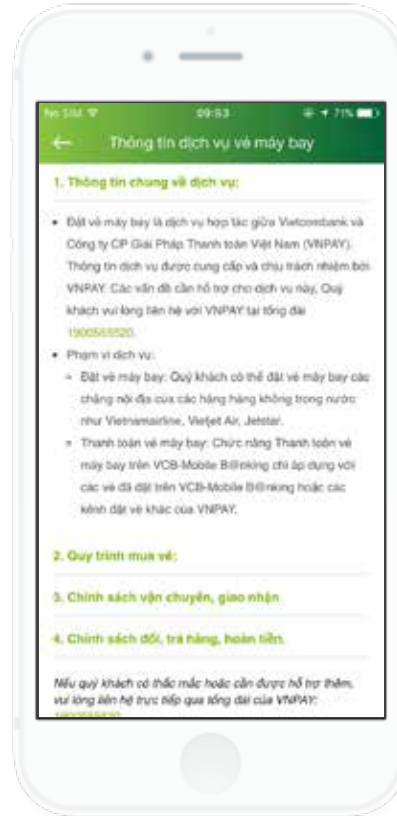 No SIM 09:53 71%
Thông tin dịch vụ vé máy bay
1. Thông tin chung về dịch vụ:
• Đặt vé máy bay là dịch vụ hợp tác giữa Vietcombank và
Công ty CP Giải Pháp Thanh toán Việt Nam (VNPAY).
Thông tin dịch vụ được cung cấp và chịu trách nhiệm bởi
VNPAY. Các vấn đề cần hỗ trợ cho dịch vụ này, Quý
khách vui lòng liên hệ với VNPAY tại tổng đài
1900555520.
• Phạm vi dịch vụ:
Đặt vé máy bay: Quý khách có thể đặt vé máy bay các
chặng nội địa của các hãng hàng không trong nước
như Vietnamairline, Vietjet Air, Jetstar.
Thanh toán vé máy bay: Chức năng Thanh toán vé
máy bay trên VCB-Mobile B@nking chỉ áp dụng với
các vé đã đặt trên VCB-Mobile B@nking hoặc các
kênh đặt vé khác của VNPAY.
2. Quy trình mua vé:
3. Chính sách vận chuyển, giao nhận
4. Chính sách đổi, trả hàng, hoàn tiền.
Nếu quý khách có thắc mắc hoặc cần được hỗ trợ thêm,
vui lòng liên hệ trực tiếp qua tổng đài của VNPAY: